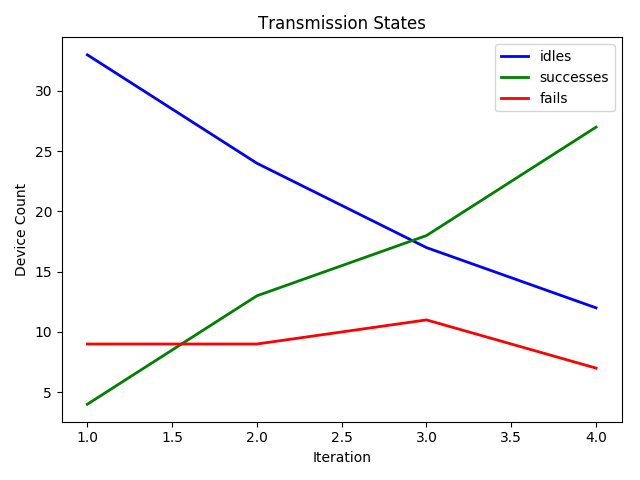 Transmission States
idles
successes
fails
Device Count
30
25
20
15
10
5
1.0 1.5 2.0 2.5 3.0 3.5 4.0
Iteration